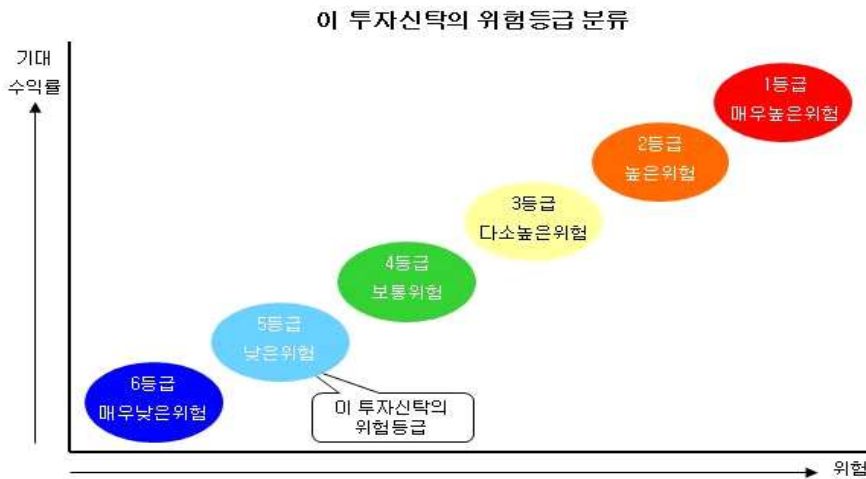 이 투자신탁의 위험등급 분류
기대
수익률
1등급
매우높은위험
2등급
높은위험
3등급
다소높은위험
4등급
보통위험
5등급
낮은위험
6등급
매우낮은위험
이 투자신탁의
위험등급
위험